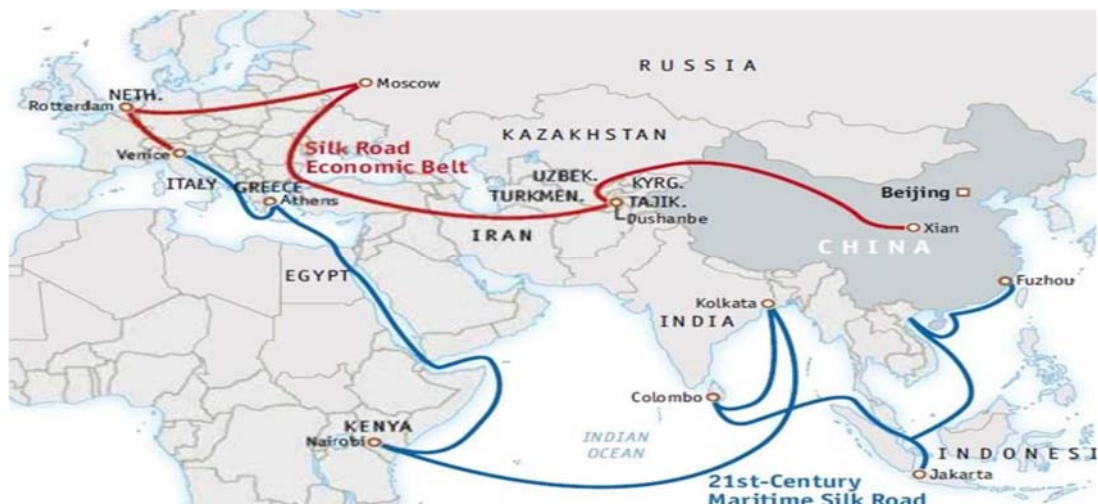 RUSSIA
Moscow
NETH.
Rotterdam
KAZAKHSTAN
Silk Road
Economic Belt
Venice
UZBEK.
KYRG.
ITALY
GREECE
TURKMEN.
TAJIK.
Beijing
Athens
Dushanbe
Xian
IRAN
CHINA
EGYPT
Fuzhou
Kolkata
INDIA
Colombo
KENYA
Nairobi
INDIAN
OCEAN
INDONESI
Jakarta
21st-Century
Maritime Silk Road